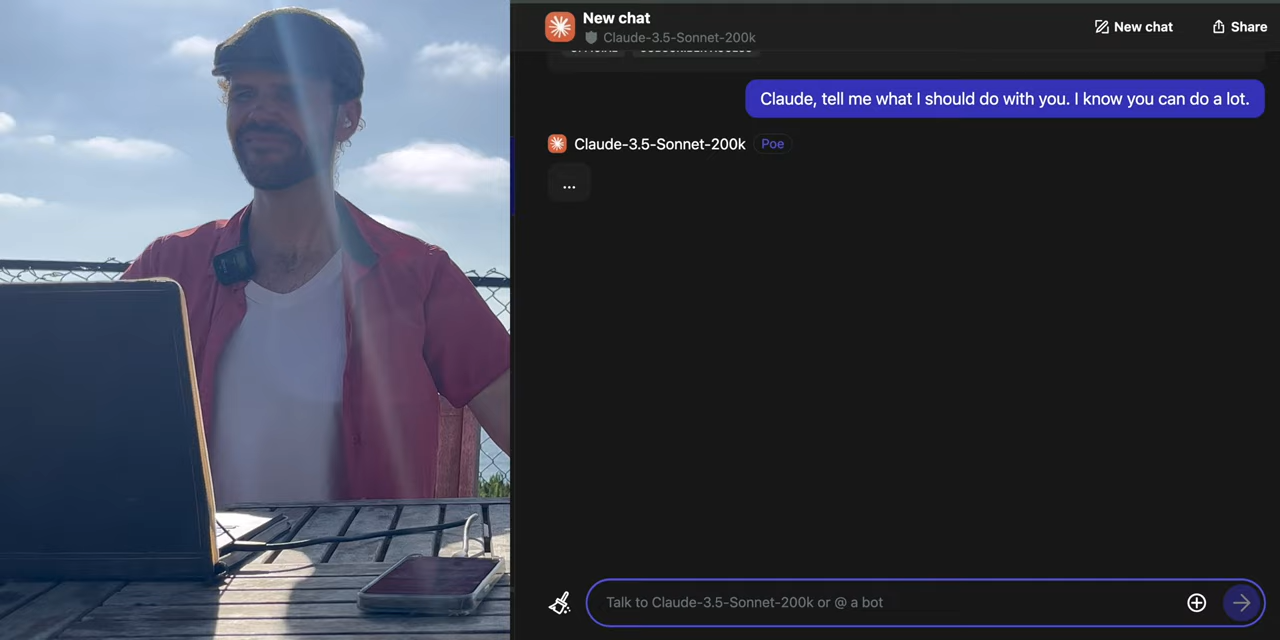 New chat
Claude-3.5-Sonnet-200k
New chat
Share
Claude, tell me what I should do with you. I know you can do a lot.
Claude-3.5-Sonnet-200k
Poe
...
Talk to Claude-3.5-Sonnet-200k or @ a bot